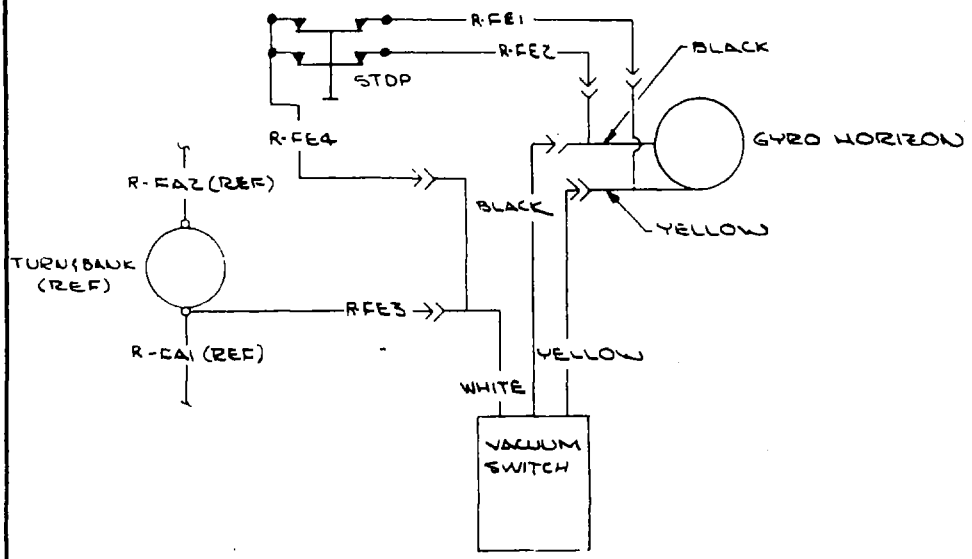 R-FE1
R-FE2
BLACK
STOP
GYRO HORIZON
R-FE4
R-FA2 (REF)
BLACK
YELLOW
TURN & BANK
(REF)
R-FE3
R-FA1 (REF)
YELLOW
WHITE
VACUUM
SWITCH